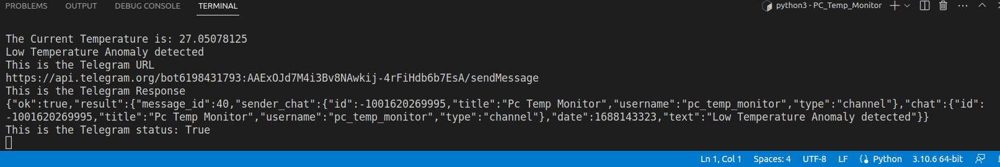 PROBLEMS OUTPUT DEBUG CONSOLE TERMINAL python3 - PC_Temp_Monitor
The Current Temperature is: 27.05078125
Low Temperature Anomaly detected
This is the Telegram URL
https://api.telegram.org/bot6198431793:AAExOJd7M4i3Bv8NAwkij-4rFiHdb6b7EsA/sendMessage
This is the Telegram Response
{"ok":true,"result":{"message_id":40,"sender_chat":{"id":-1001620269995,"title":"Pc Temp Monitor","username":"pc_temp_monitor","type":"channel"},"chat":{"id":
-1001620269995,"title":"Pc Temp Monitor","username":"pc_temp_monitor","type":"channel"},"date":1688143323,"text":"Low Temperature Anomaly detected"}}
This is the Telegram status: True
Ln 1, Col 1 Spaces: 4 UTF-8 LF Python 3.10.6 64-bit